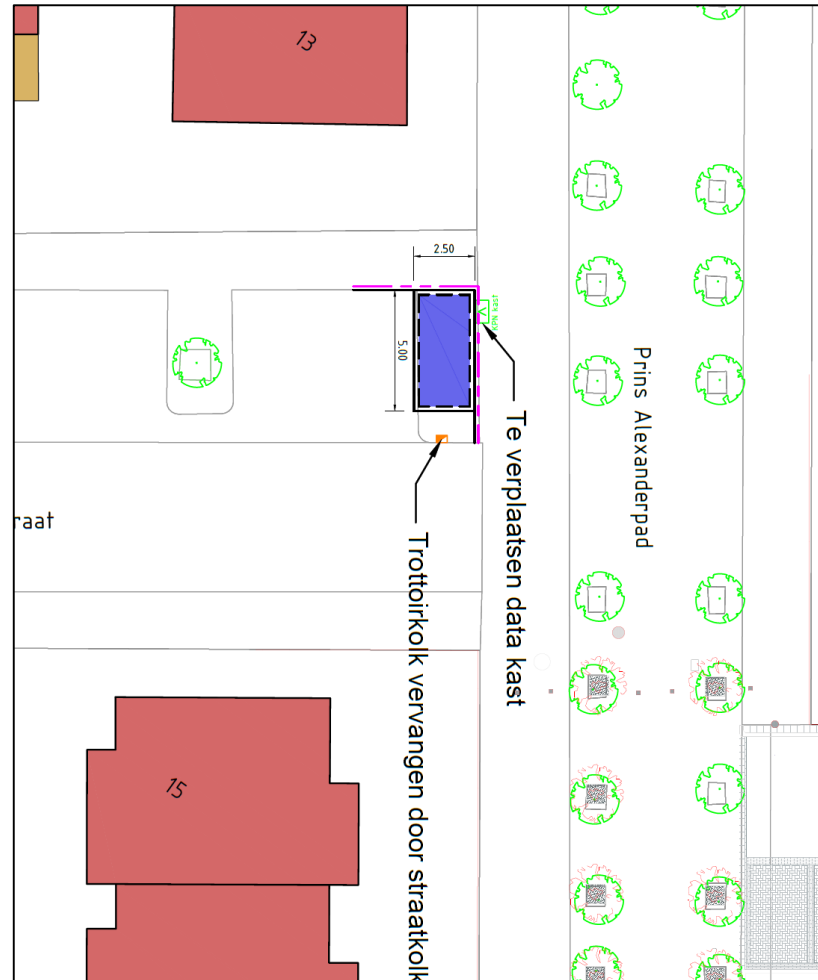 13
2.50
KPN kast
5.00
Prins Alexanderpad
Te verplaatsen data kast
raat
Trottoirkolk vervangen door straatkolk
15